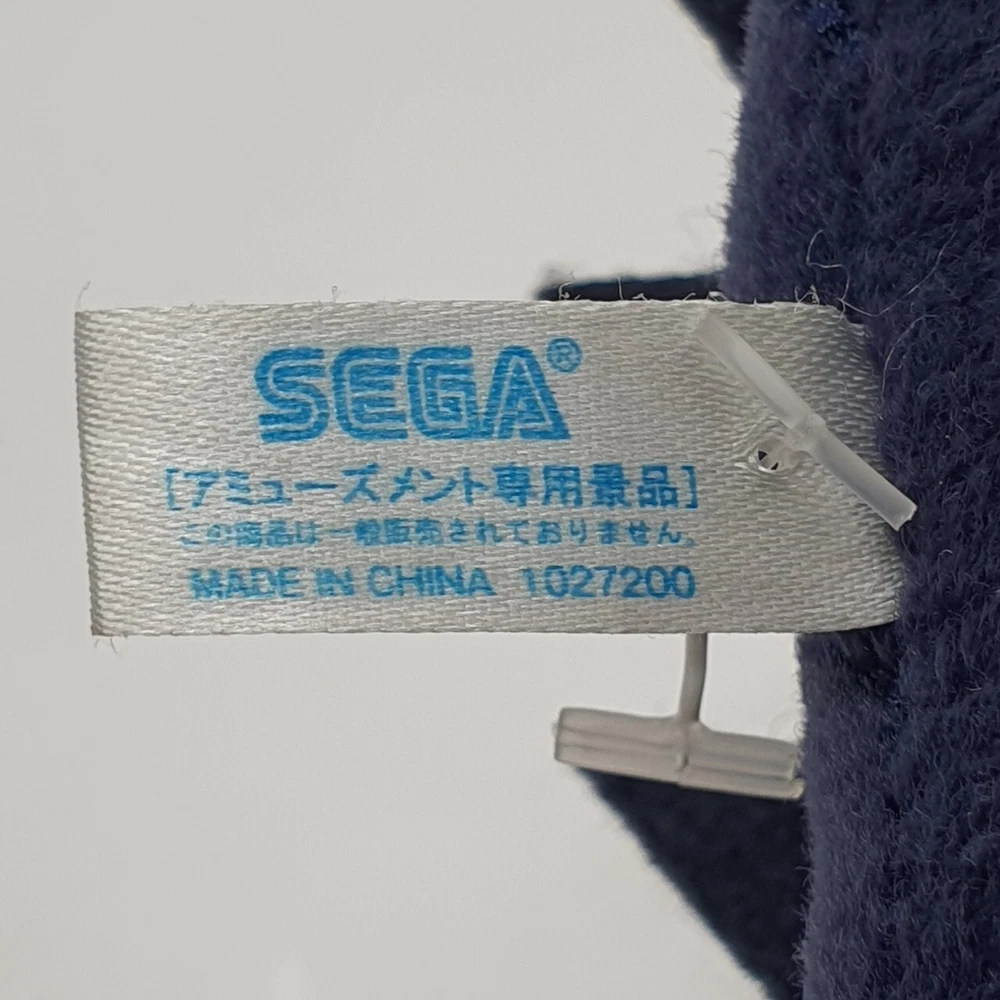 SEGA®
[アミューズメント専用景品]
この商品は一般販売されておりません。
MADE IN CHINA 1027200